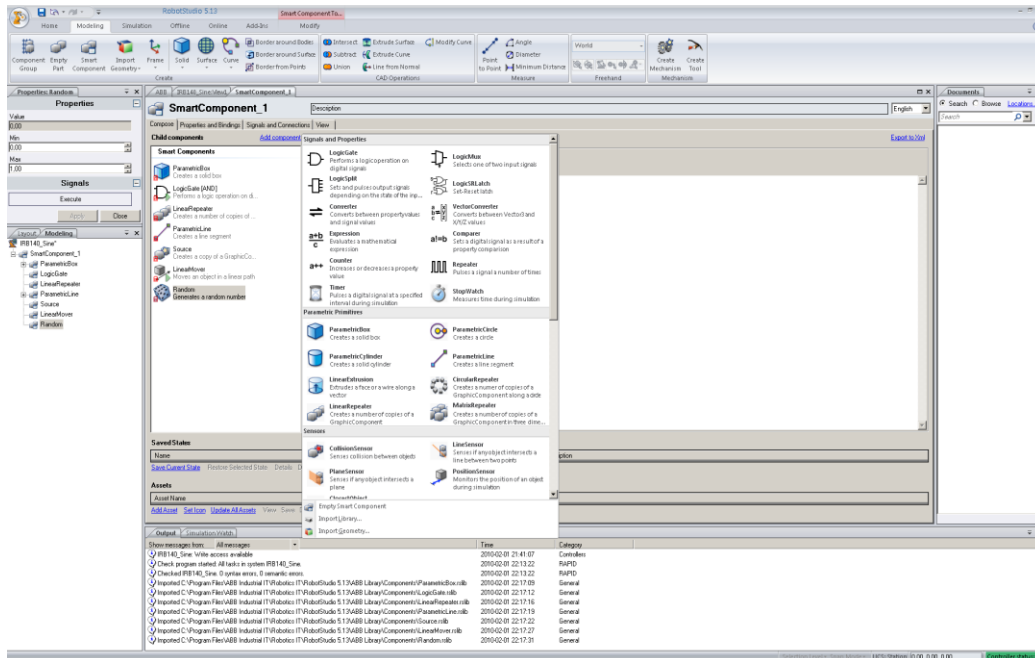 RobotStudio 5.13
Smart Component To...
Home Modeling Simulation Offline Online Add-Ins Modify
Component Group
Empty Part
Smart Component
Import Geometry
Frame
Solid
Surface
Curve
Border around Bodies
Border around Surface
Border from Points
Create
Intersect
Subtract
Union
Extrude Surface
Extrude Curve
Line from Normal
Modify Curve
CAD Operations
Point to Point
Angle
Diameter
Minimum Distance
Measure
World
Freehand
Create Mechanism
Create Tool
Mechanism
Properties: Random
Properties
Value
0,00
Min
0,00
Max
1,00
Signals
Execute
Apply Close
Layout Modeling
IRB140_Sine*
SmartComponent_1
ParametricBox
LogicGate
LinearRepeater
ParametricLine
Source
LinearMover
Random
ABB IRB140_Sine:View1 SmartComponent_1
SmartComponent_1
Description
English
Compose Properties and Bindings Signals and Connections View
Child components
Add component
Export to Xml
Smart Components
ParametricBox
Creates a solid box
LogicGate [AND]
Performs a logic operation on di...
LinearRepeater
Creates a number of copies of ...
ParametricLine
Creates a line segment
Source
Creates a copy of a GraphicCo...
LinearMover
Moves an object in a linear path
Random
Generates a random number
Saved States
Name
ption
Save Current State Restore Selected State Details D
Assets
Asset Name
Add Asset Set Icon Update All Assets View Save
Signals and Properties
LogicGate
Performs a logic operation on
digital signals
LogicMux
Selects one of two input signals
LogicSpM
Sets and pulses output signals
depending on the state of the inp...
LogicSRLatch
Set-Reset latch
Converter
Converts between property values
and signal values
VectorConverter
Converts between Vector3 and
X/Y/Z values
a+b
c
Expression
Evaluates a mathematical
expression
a!=b
Comparer
Sets a digital signal as a result of a
property comparison
a++
Counter
Increases or decreases a property
value
Repeater
Pulses a signal a number of times
Timer
Pulses a digital signal at a specified
interval during simulation
StopWatch
Measures time during simulation
Parametric Primitives
ParametricBox
Creates a solid box
ParametricCircle
Creates a circle
ParametricCylinder
Creates a solid cylinder
ParametricLine
Creates a line segment
LinearExtrusion
Extrudes a face or a wire along a
vector
CircularRepeater
Creates a numer of copies of a
GraphicComponent along a cicle
LinearRepeater
Creates a number of copies of a
GraphicComponent
MatrixRepeater
Creates a number of copies of a
GraphicComponent in three dime...
Sensors
CollisionSensor
Senses collision between objects
LineSensor
Senses if any object intersects a
line between two points
PlaneSensor
Senses if any object intersects a
plane
PositionSensor
Monitors the position of an object
during simulation
ClosestObject
Empty Smart Component
Import Library...
Import Geometry...
Documents
Search Browse Locations...
Search
Output Simulation Watch
Show messages from: All messages Time Category
IRB140_Sine: Write access available 2010-02-01 21:41:07 Controllers
Check program started: All tasks in system IRB140_Sine. 2010-02-01 22:13:22 RAPID
Checked IRB140_Sine: 0 syntax errors, 0 semantic errors. 2010-02-01 22:13:22 RAPID
Imported C:\Program Files\ABB Industrial IT\Robotics IT\RobotStudio 5.13\ABB Library\Components\ParametricBox.rslib 2010-02-01 22:17:09 General
Imported C:\Program Files\ABB Industrial IT\Robotics IT\RobotStudio 5.13\ABB Library\Components\LogicGate.rslib 2010-02-01 22:17:12 General
Imported C:\Program Files\ABB Industrial IT\Robotics IT\RobotStudio 5.13\ABB Library\Components\LinearRepeater.rslib 2010-02-01 22:17:16 General
Imported C:\Program Files\ABB Industrial IT\Robotics IT\RobotStudio 5.13\ABB Library\Components\ParametricLine.rslib 2010-02-01 22:17:19 General
Imported C:\Program Files\ABB Industrial IT\Robotics IT\RobotStudio 5.13\ABB Library\Components\Source.rslib 2010-02-01 22:17:22 General
Imported C:\Program Files\ABB Industrial IT\Robotics IT\RobotStudio 5.13\ABB Library\Components\LinearMover.rslib 2010-02-01 22:17:27 General
Imported C:\Program Files\ABB Industrial IT\Robotics IT\RobotStudio 5.13\ABB Library\Components\Random.rslib 2010-02-01 22:17:31 General
UCS: Station 0.00 0.00 0.00 Controller status